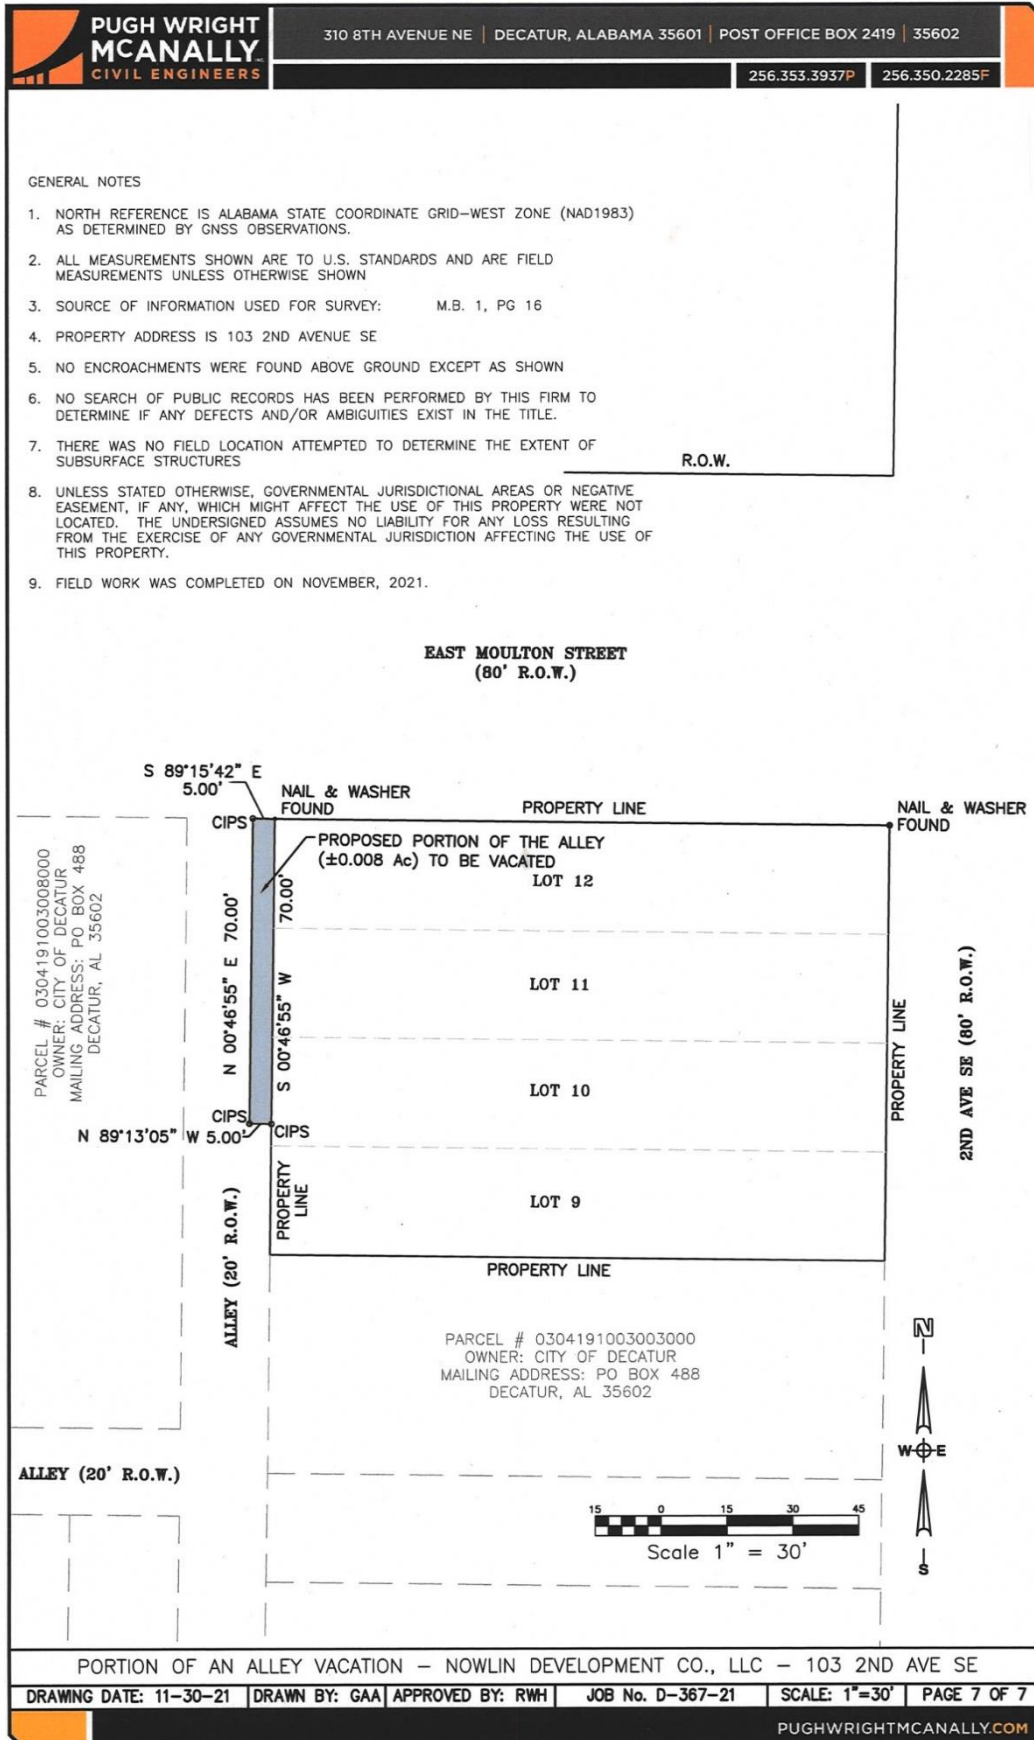 PUGH WRIGHT
MCANALLY INC.
CIVIL ENGINEERS
310 8TH AVENUE NE | DECATUR, ALABAMA 35601 | POST OFFICE BOX 2419 | 35602
256.353.3937P
256.350.2285F
GENERAL NOTES
1. NORTH REFERENCE IS ALABAMA STATE COORDINATE GRID-WEST ZONE (NAD1983)
AS DETERMINED BY GNSS OBSERVATIONS.
2. ALL MEASUREMENTS SHOWN ARE TO U.S. STANDARDS AND ARE FIELD
MEASUREMENTS UNLESS OTHERWISE SHOWN
3. SOURCE OF INFORMATION USED FOR SURVEY: M.B. 1, PG 16
4. PROPERTY ADDRESS IS 103 2ND AVENUE SE
5. NO ENCROACHMENTS WERE FOUND ABOVE GROUND EXCEPT AS SHOWN
6. NO SEARCH OF PUBLIC RECORDS HAS BEEN PERFORMED BY THIS FIRM TO
DETERMINE IF ANY DEFECTS AND/OR AMBIGUITIES EXIST IN THE TITLE.
7. THERE WAS NO FIELD LOCATION ATTEMPTED TO DETERMINE THE EXTENT OF
SUBSURFACE STRUCTURES
R.O.W.
8. UNLESS STATED OTHERWISE, GOVERNMENTAL JURISDICTIONAL AREAS OR NEGATIVE
EASEMENT, IF ANY, WHICH MIGHT AFFECT THE USE OF THIS PROPERTY WERE NOT
LOCATED. THE UNDERSIGNED ASSUMES NO LIABILITY FOR ANY LOSS RESULTING
FROM THE EXERCISE OF ANY GOVERNMENTAL JURISDICTION AFFECTING THE USE OF
THIS PROPERTY.
9. FIELD WORK WAS COMPLETED ON NOVEMBER, 2021.
EAST MOULTON STREET
(80' R.O.W.)
S 89°15'42" E
5.00'
NAIL & WASHER
FOUND
PROPERTY LINE
NAIL & WASHER
FOUND
CIPS
PROPOSED PORTION OF THE ALLEY
(±0.008 Ac) TO BE VACATED
LOT 12
PARCEL # 0304191003008000
OWNER: CITY OF DECATUR
MAILING ADDRESS: PO BOX 488
DECATUR, AL 35602
N 00°46'55" E 70.00'
S 00°46'55" W 70.00'
LOT 11
LOT 10
PROPERTY LINE
2ND AVE SE (80' R.O.W.)
CIPS
N 89°13'05" W 5.00'
CIPS
PROPERTY
LINE
LOT 9
ALLEY (20' R.O.W.)
PROPERTY LINE
PARCEL # 0304191003003000
OWNER: CITY OF DECATUR
MAILING ADDRESS: PO BOX 488
DECATUR, AL 35602
N
W E
S
ALLEY (20' R.O.W.)
15 0 15 30 45
Scale 1" = 30'
PORTION OF AN ALLEY VACATION – NOWLIN DEVELOPMENT CO., LLC – 103 2ND AVE SE
DRAWING DATE: 11-30-21 DRAWN BY: GAA APPROVED BY: RWH JOB No. D-367-21 SCALE: 1"=30' PAGE 7 OF 7
PUGHWRIGHTMCANALLY.COM